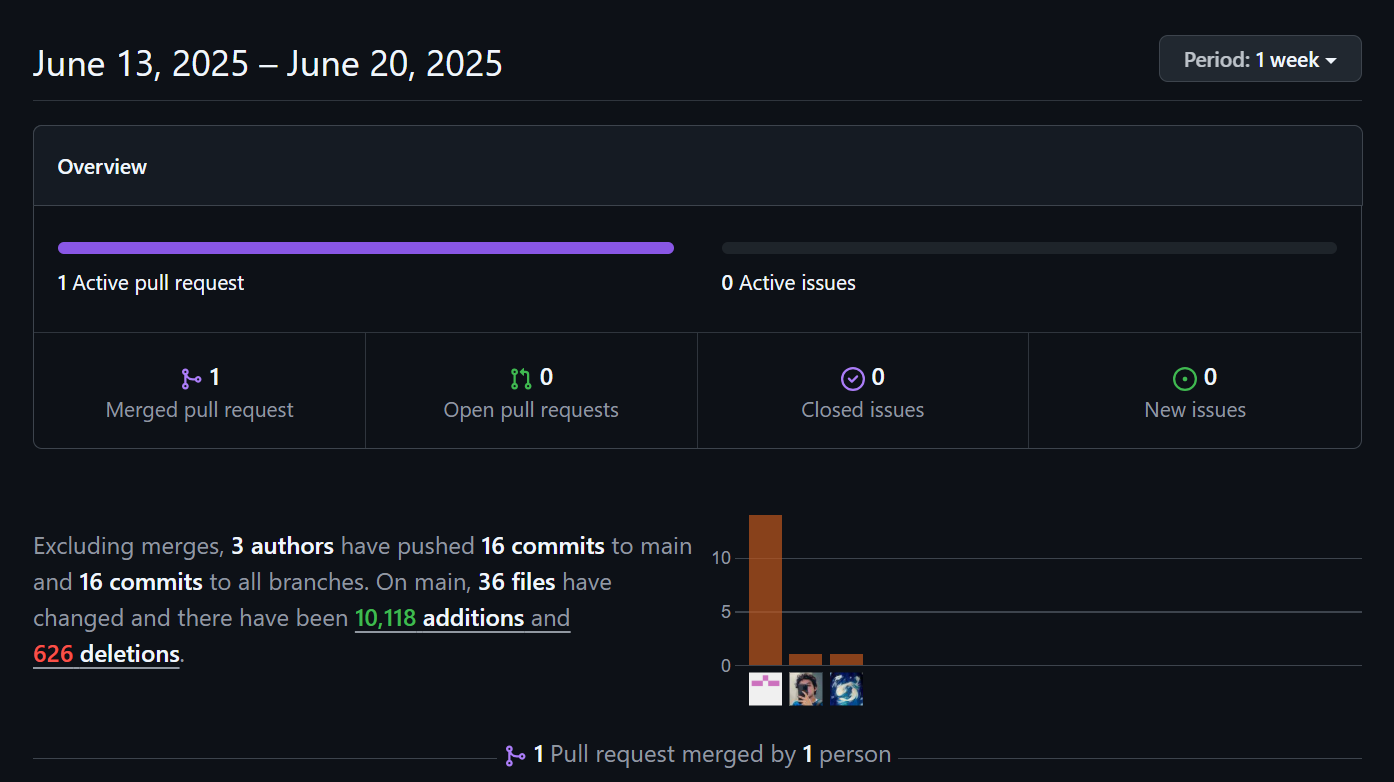 June 13, 2025 – June 20, 2025
Period: 1 week
Overview
1 Active pull request
0 Active issues
1
Merged pull request
0
Open pull requests
0
Closed issues
0
New issues
Excluding merges, 3 authors have pushed 16 commits to main
and 16 commits to all branches. On main, 36 files have
changed and there have been 10,118 additions and
626 deletions.
10
5
0
1 Pull request merged by 1 person